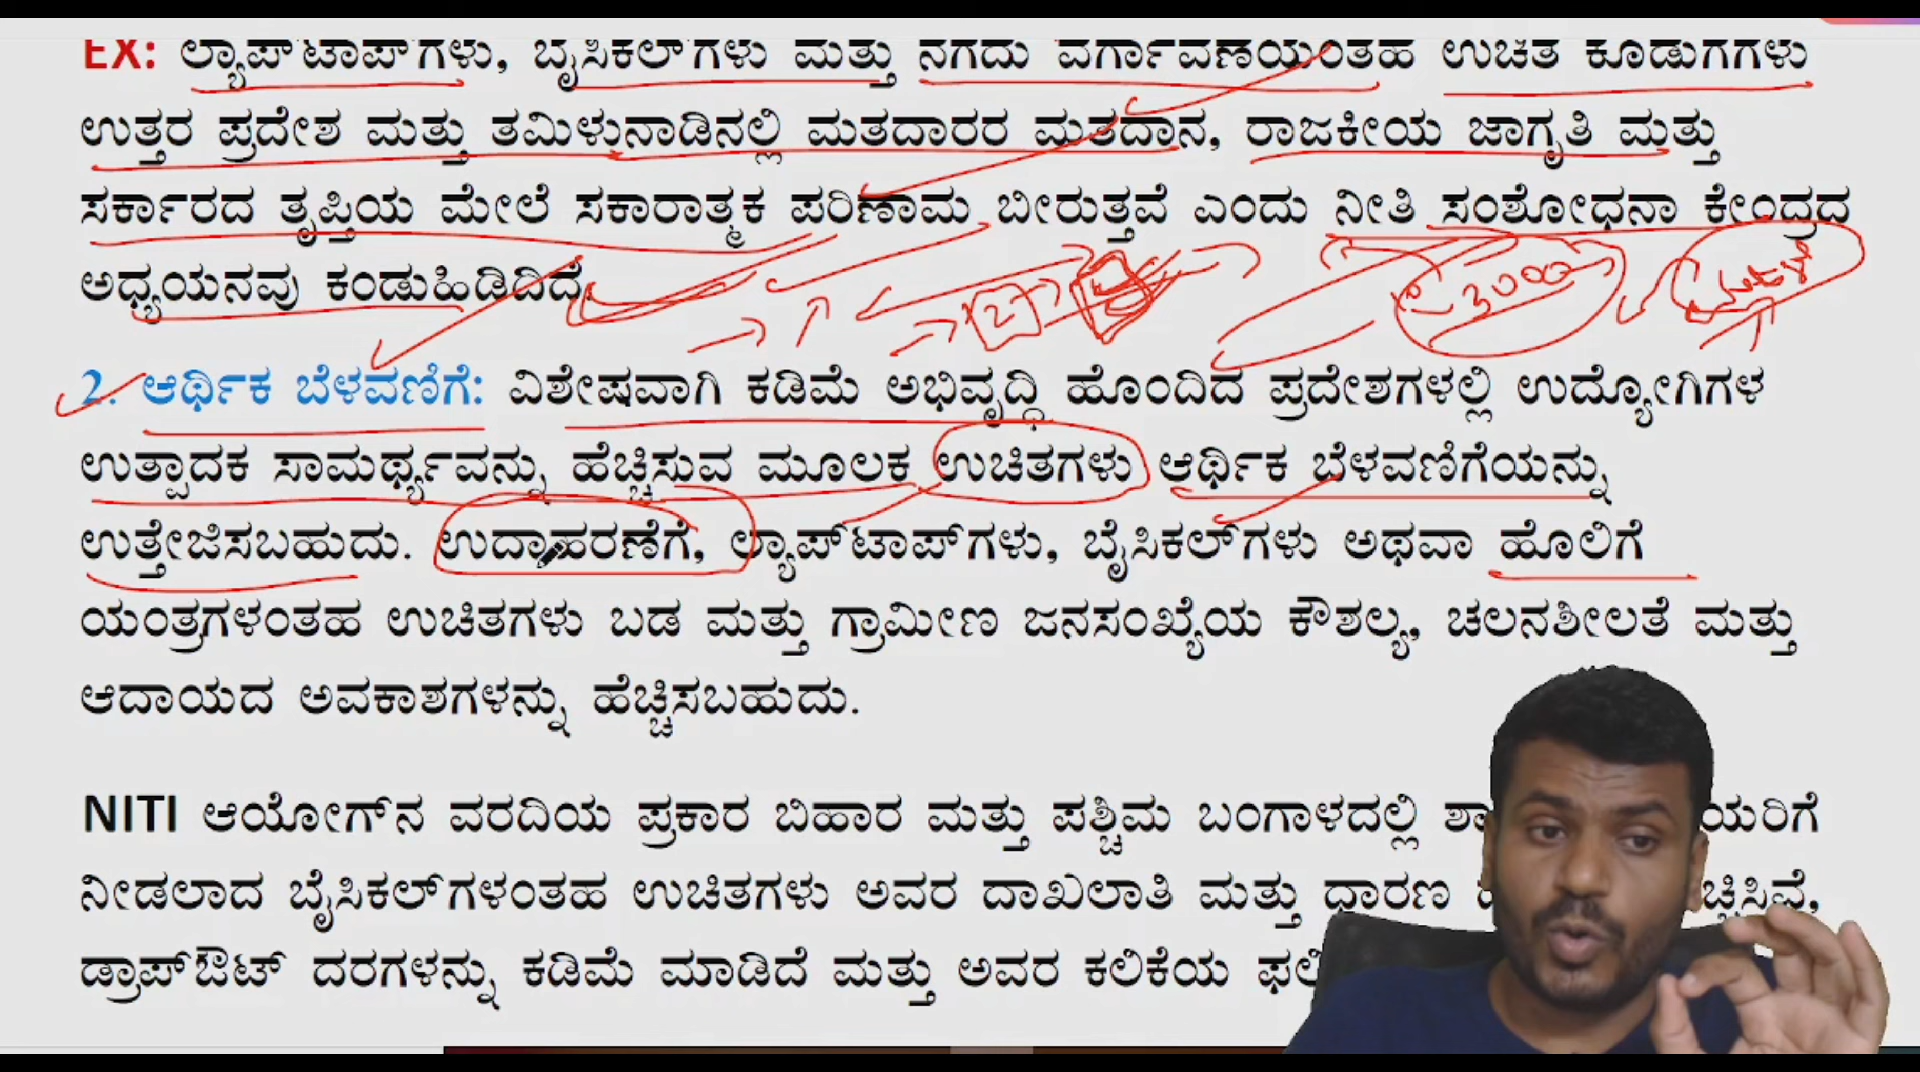 EX: ಲ್ಯಾಪ್‌ಟಾಪ್‌ಗಳು, ಬೈಸಿಕಲ್‌ಗಳು ಮತ್ತು ನಗದು ವರ್ಗಾವಣೆಯಂತಹ ಉಚಿತ ಕೊಡುಗೆಗಳು
ಉತ್ತರ ಪ್ರದೇಶ ಮತ್ತು ತಮಿಳುನಾಡಿನಲ್ಲಿ ಮತದಾರರ ಮತದಾನ, ರಾಜಕೀಯ ಜಾಗೃತಿ ಮತ್ತು
ಸರ್ಕಾರದ ತೃಪ್ತಿಯ ಮೇಲೆ ಸಕಾರಾತ್ಮಕ ಪರಿಣಾಮ ಬೀರುತ್ತವೆ ಎಂದು ನೀತಿ ಸಂಶೋಧನಾ ಕೇಂದ್ರದ
ಅಧ್ಯಯನವು ಕಂಡುಹಿಡಿದಿದೆ.
2 3000
2. ಆರ್ಥಿಕ ಬೆಳವಣಿಗೆ: ವಿಶೇಷವಾಗಿ ಕಡಿಮೆ ಅಭಿವೃದ್ಧಿ ಹೊಂದಿದ ಪ್ರದೇಶಗಳಲ್ಲಿ ಉದ್ಯೋಗಿಗಳ
ಉತ್ಪಾದಕ ಸಾಮರ್ಥ್ಯವನ್ನು ಹೆಚ್ಚಿಸುವ ಮೂಲಕ ಉಚಿತಗಳು ಆರ್ಥಿಕ ಬೆಳವಣಿಗೆಯನ್ನು
ಉತ್ತೇಜಿಸಬಹುದು. ಉದಾಹರಣೆಗೆ, ಲ್ಯಾಪ್‌ಟಾಪ್‌ಗಳು, ಬೈಸಿಕಲ್‌ಗಳು ಅಥವಾ ಹೊಲಿಗೆ
ಯಂತ್ರಗಳಂತಹ ಉಚಿತಗಳು ಬಡ ಮತ್ತು ಗ್ರಾಮೀಣ ಜನಸಂಖ್ಯೆಯ ಕೌಶಲ್ಯ, ಚಲನಶೀಲತೆ ಮತ್ತು
ಆದಾಯದ ಅವಕಾಶಗಳನ್ನು ಹೆಚ್ಚಿಸಬಹುದು.
NITI ಆಯೋಗ್‌ನ ವರದಿಯ ಪ್ರಕಾರ ಬಿಹಾರ ಮತ್ತು ಪಶ್ಚಿಮ ಬಂಗಾಳದಲ್ಲಿ
ನೀಡಲಾದ ಬೈಸಿಕಲ್‌ಗಳಂತಹ ಉಚಿತಗಳು ಅವರ ದಾಖಲಾತಿ ಮತ್ತು ಧಾರಣ
ಡ್ರಾಪ್‌ಔಟ್ ದರಗಳನ್ನು ಕಡಿಮೆ ಮಾಡಿದೆ ಮತ್ತು ಅವರ ಕಲಿಕೆಯ